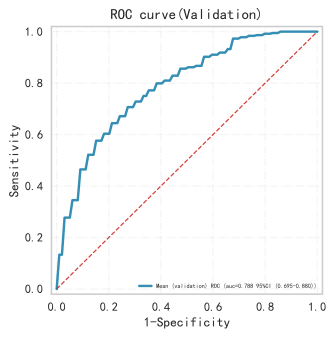 ROC curve(Validation)
1.0
0.8
0.6
0.4
0.2
0.0
Sensitivity
Mean (validation) ROC (auc=0.788 95%CI (0.695-0.880))
0.0 0.2 0.4 0.6 0.8 1.0
1-Specificity